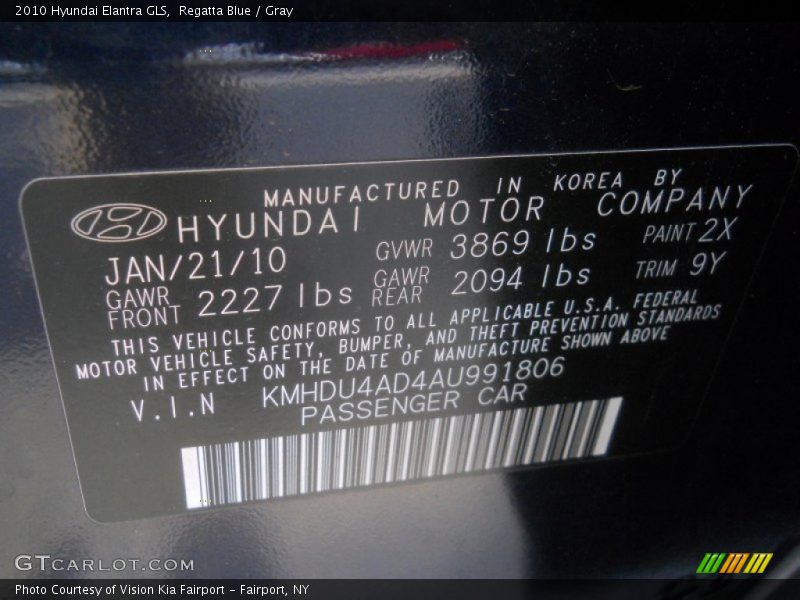 2010 Hyundai Elantra GLS,  Regatta Blue / Gray
MANUFACTURED IN KOREA BY
HYUNDAI MOTOR COMPANY
JAN/21/10 GVWR 3869 lbs PAINT 2X
GAWR FRONT 2227 lbs GAWR REAR 2094 lbs TRIM 9Y
THIS VEHICLE CONFORMS TO ALL APPLICABLE U.S.A. FEDERAL
MOTOR VEHICLE SAFETY, BUMPER, AND THEFT PREVENTION STANDARDS
IN EFFECT ON THE DATE OF MANUFACTURE SHOWN ABOVE
V.I.N KMHDU4AD4AU991806
PASSENGER CAR
GTCARLOT.COM
Photo Courtesy of Vision Kia Fairport - Fairport, NY